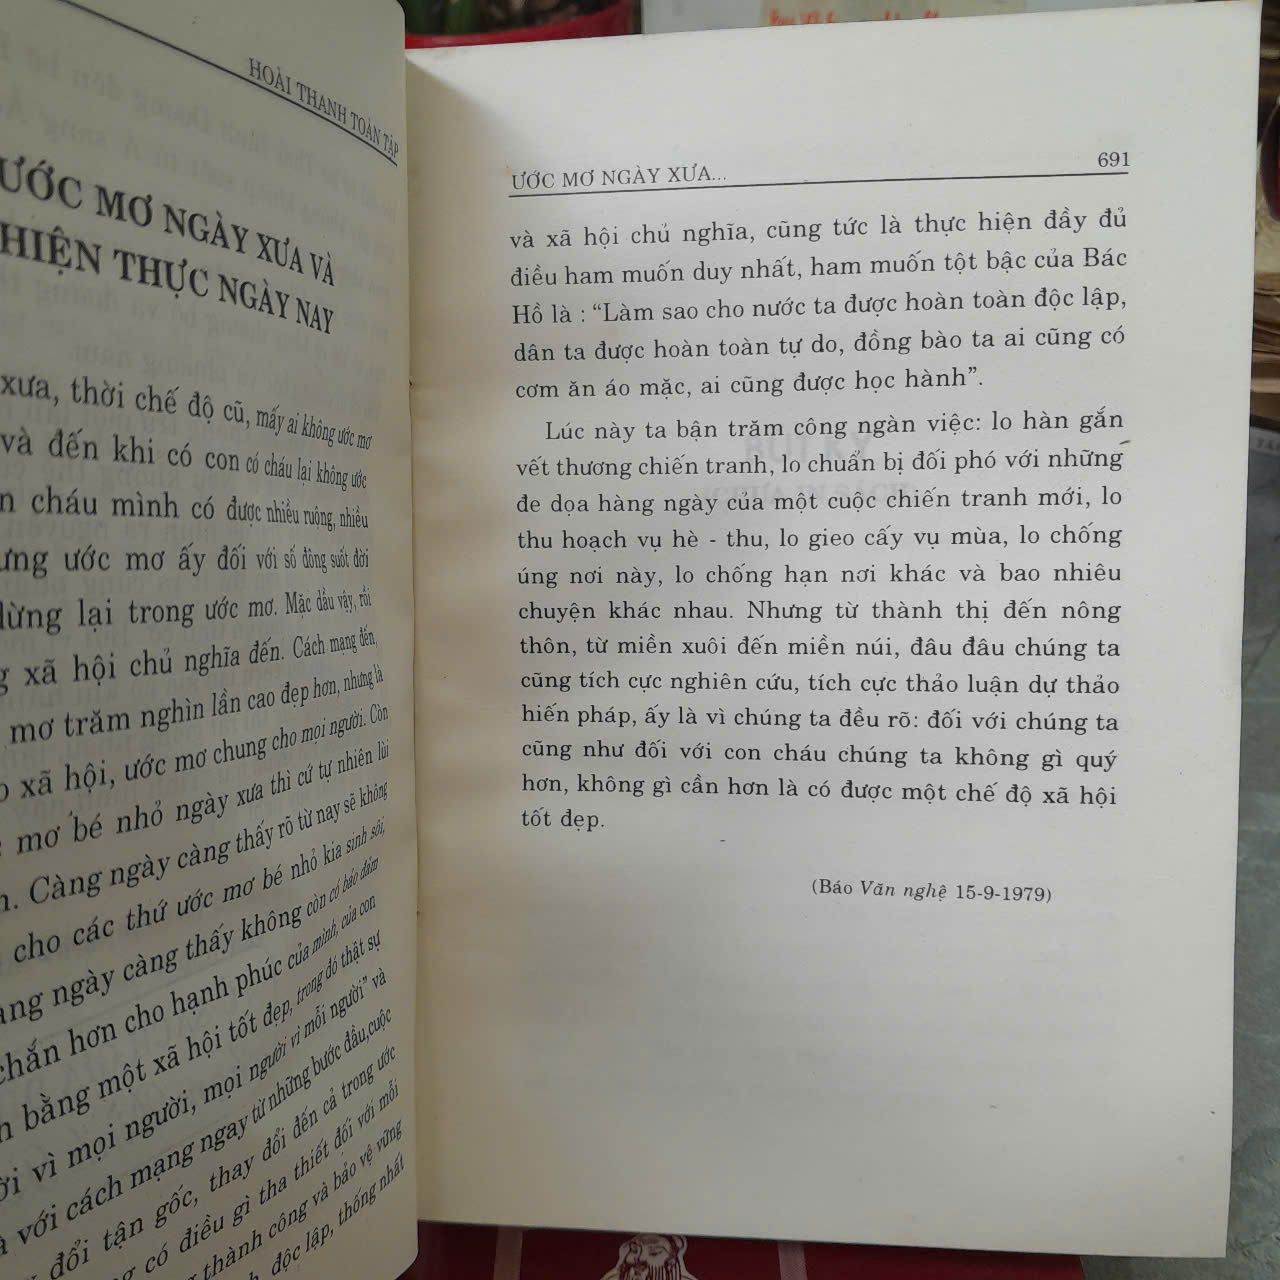 HOÀI THANH TOÀN TẬP
ƯỚC MƠ NGÀY XƯA VÀ
HIỆN THỰC NGÀY NAY
xưa, thời chế độ cũ, mấy ai không ước mơ
và đến khi có con có cháu lại không ước
cháu mình có được nhiều ruộng, nhiều
ước mơ ấy đối với số đông suốt đời
lại trong ước mơ. Mặc dầu vậy, rồi
xã hội chủ nghĩa đến. Cách mạng đến,
mơ trăm nghìn lần cao đẹp hơn, nhưng là
xã hội, ước mơ chung cho mọi người. Còn
mơ bé nhỏ ngày xưa thì cứ tự nhiên lùi
Càng ngày càng thấy rõ từ nay sẽ không
cho các thứ ước mơ bé nhỏ kia sinh sôi,
ngày càng thấy không còn có bảo đảm
chắn hơn cho hạnh phúc của mình, của con
bằng một xã hội tốt đẹp, trong đó thật sự
vì mọi người, mọi người vì mỗi người” và
với cách mạng ngay từ những bước đầu, cuộc
đổi tận gốc, thay đổi đến cả trong ước
có điều gì tha thiết đối với mỗi
thành công và bảo vệ vững
độc lập, thống nhất
ƯỚC MƠ NGÀY XƯA... 691
và xã hội chủ nghĩa, cũng tức là thực hiện đầy đủ
điều ham muốn duy nhất, ham muốn tột bậc của Bác
Hồ là : “Làm sao cho nước ta được hoàn toàn độc lập,
dân ta được hoàn toàn tự do, đồng bào ta ai cũng có
cơm ăn áo mặc, ai cũng được học hành”.
Lúc này ta bận trăm công ngàn việc: lo hàn gắn
vết thương chiến tranh, lo chuẩn bị đối phó với những
đe dọa hàng ngày của một cuộc chiến tranh mới, lo
thu hoạch vụ hè - thu, lo gieo cấy vụ mùa, lo chống
úng nơi này, lo chống hạn nơi khác và bao nhiêu
chuyện khác nhau. Nhưng từ thành thị đến nông
thôn, từ miền xuôi đến miền núi, đâu đâu chúng ta
cũng tích cực nghiên cứu, tích cực thảo luận dự thảo
hiến pháp, ấy là vì chúng ta đều rõ: đối với chúng ta
cũng như đối với con cháu chúng ta không gì quý
hơn, không gì cần hơn là có được một chế độ xã hội
tốt đẹp.
(Báo Văn nghệ 15-9-1979)